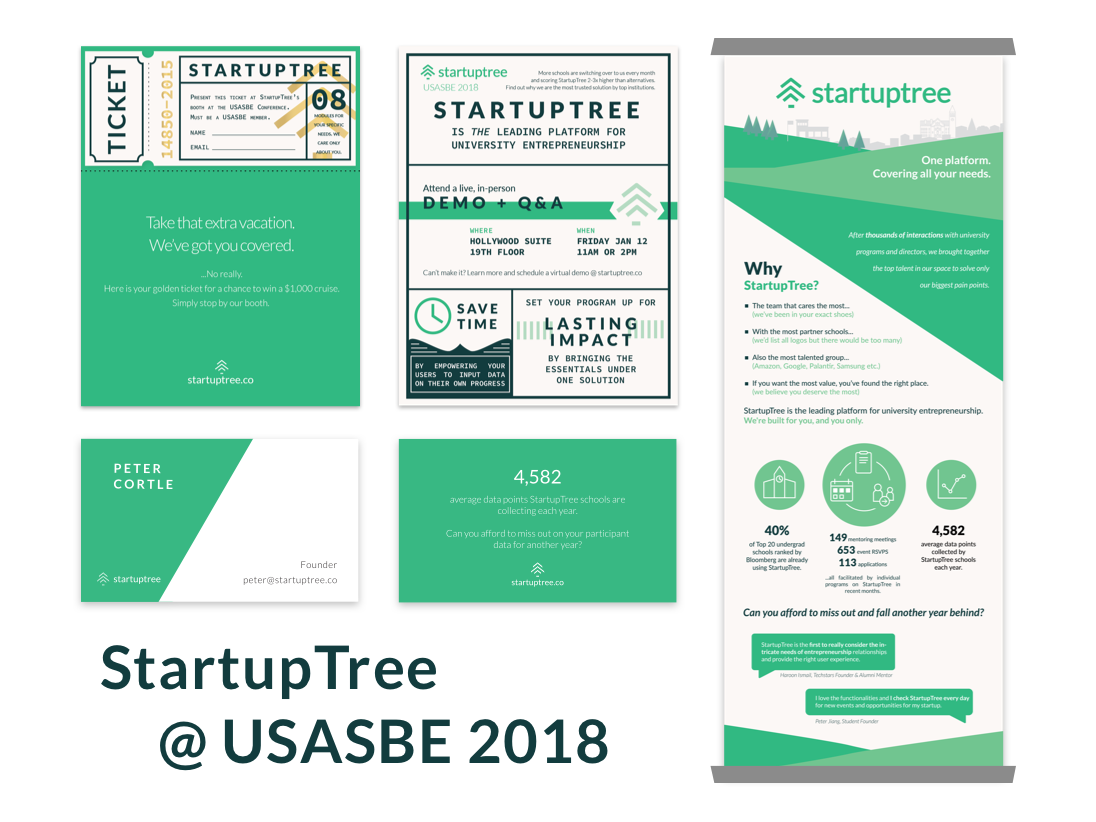 TICKET
14850-2015
STARTUPTREE
PRESENT THIS TICKET AT STARTUPTREE'S
BOOTH AT THE USASBE CONFERENCE.
MUST BE A USASBE MEMBER.
NAME
EMAIL
08
MODULES FOR
YOUR SPECIFIC
NEEDS, WE
CARE ONLY
ABOUT YOU.
Take that extra vacation.
We've got you covered.
...No really.
Here is your golden ticket for a chance to win a $1,000 cruise.
Simply stop by our booth.
startuptree.co
startuptree
USASBE 2018
More schools are switching over to us every month
and scoring StartupTree 2-3x higher than alternatives.
Find out why we are the most trusted solution by top institutions.
STARTUPTREE
IS THE LEADING PLATFORM FOR
UNIVERSITY ENTREPRENEURSHIP
Attend a live, in-person
DEMO + Q&A
WHERE
HOLLYWOOD SUITE
19TH FLOOR
WHEN
FRIDAY JAN 12
11AM OR 2PM
Can't make it? Learn more and schedule a virtual demo @ startuptree.co
SAVE
TIME
BY EMPOWERING YOUR
USERS TO INPUT DATA
ON THEIR OWN PROGRESS
SET YOUR PROGRAM UP FOR
LASTING
IMPACT
BY BRINGING THE
ESSENTIALS UNDER
ONE SOLUTION
startuptree
One platform.
Covering all your needs.
After thousands of interactions with university
programs and directors, we brought together
the top talent in our space to solve only
our biggest pain points.
Why
StartupTree?
▪ The team that cares the most...
(we've been in your exact shoes)
▪ With the most partner schools...
(we'd list all logos but there would be too many)
▪ Also the most talented group...
(Amazon, Google, Palantir, Samsung etc.)
▪ If you want the most value, you've found the right place.
(we believe you deserve the most)
StartupTree is the leading platform for university entrepreneurship.
We're built for you, and you only.
40%
of Top 20 undergrad
schools ranked by
Bloomberg are already
using StartupTree.
149 mentoring meetings
653 event RSVPS
113 applications
...all facilitated by individual
programs on StartupTree in
recent months.
4,582
average data points
collected by
StartupTree schools
each year.
Can you afford to miss out and fall another year behind?
StartupTree is the first to really consider the in-
tricate needs of entrepreneurship relationships
and provide the right user experience.
Hanson Ismail, Techstars Founder & Alumni Mentor
I love the functionalities and I check StartupTree every day
for new events and opportunities for my startup.
Peter Jiang, Student Founder
PETER
CORTLE
startuptree
Founder
peter@startuptree.co
4,582
average data points StartupTree schools are
collecting each year.
Can you afford to miss out on your participant
data for another year?
startuptree.co
StartupTree
@ USASBE 2018